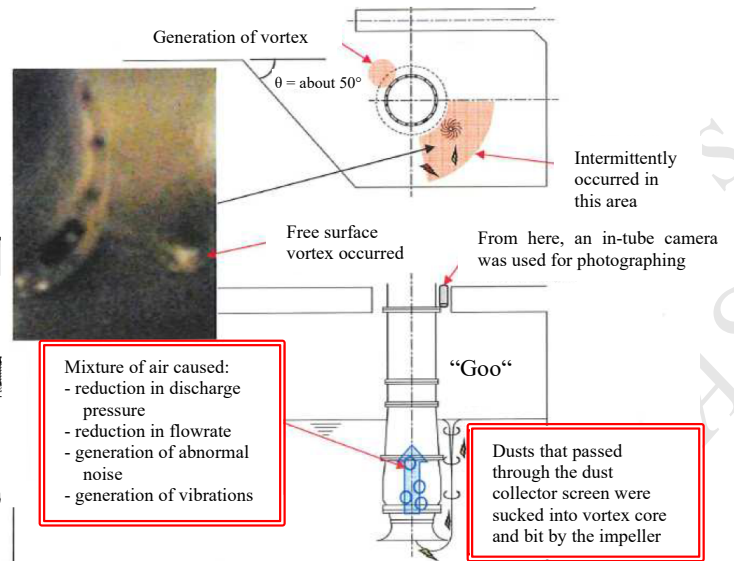 Generation of vortex
θ = about 50°
Intermittently
occurred in
this area
Free surface
vortex occurred
From here, an in-tube camera
was used for photographing
Mixture of air caused:
- reduction in discharge
pressure
- reduction in flowrate
- generation of abnormal
noise
- generation of vibrations
“Goo“
Dusts that passed
through the dust
collector screen were
sucked into vortex core
and bit by the impeller